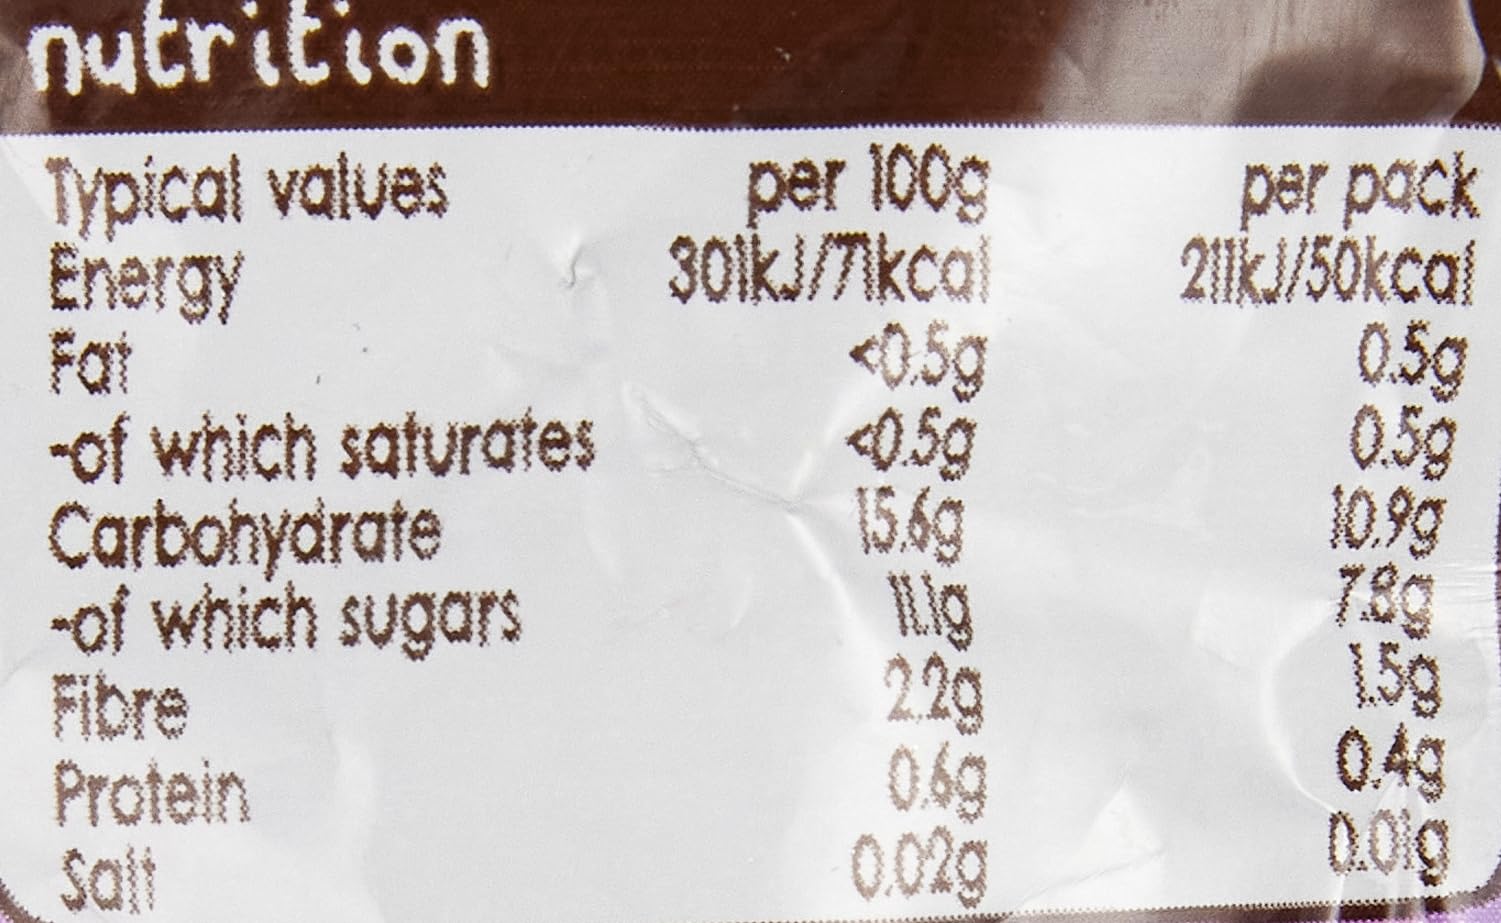 nutrition
Typical values per 100g per pack
Energy 301kJ/71kcal 211kJ/50kcal
Fat <0.5g 0.5g
-of which saturates <0.5g 0.5g
Carbohydrate 15.6g 10.9g
-of which sugars 11.1g 7.8g
Fibre 2.2g 1.5g
Protein 0.6g 0.4g
Salt 0.02g 0.01g